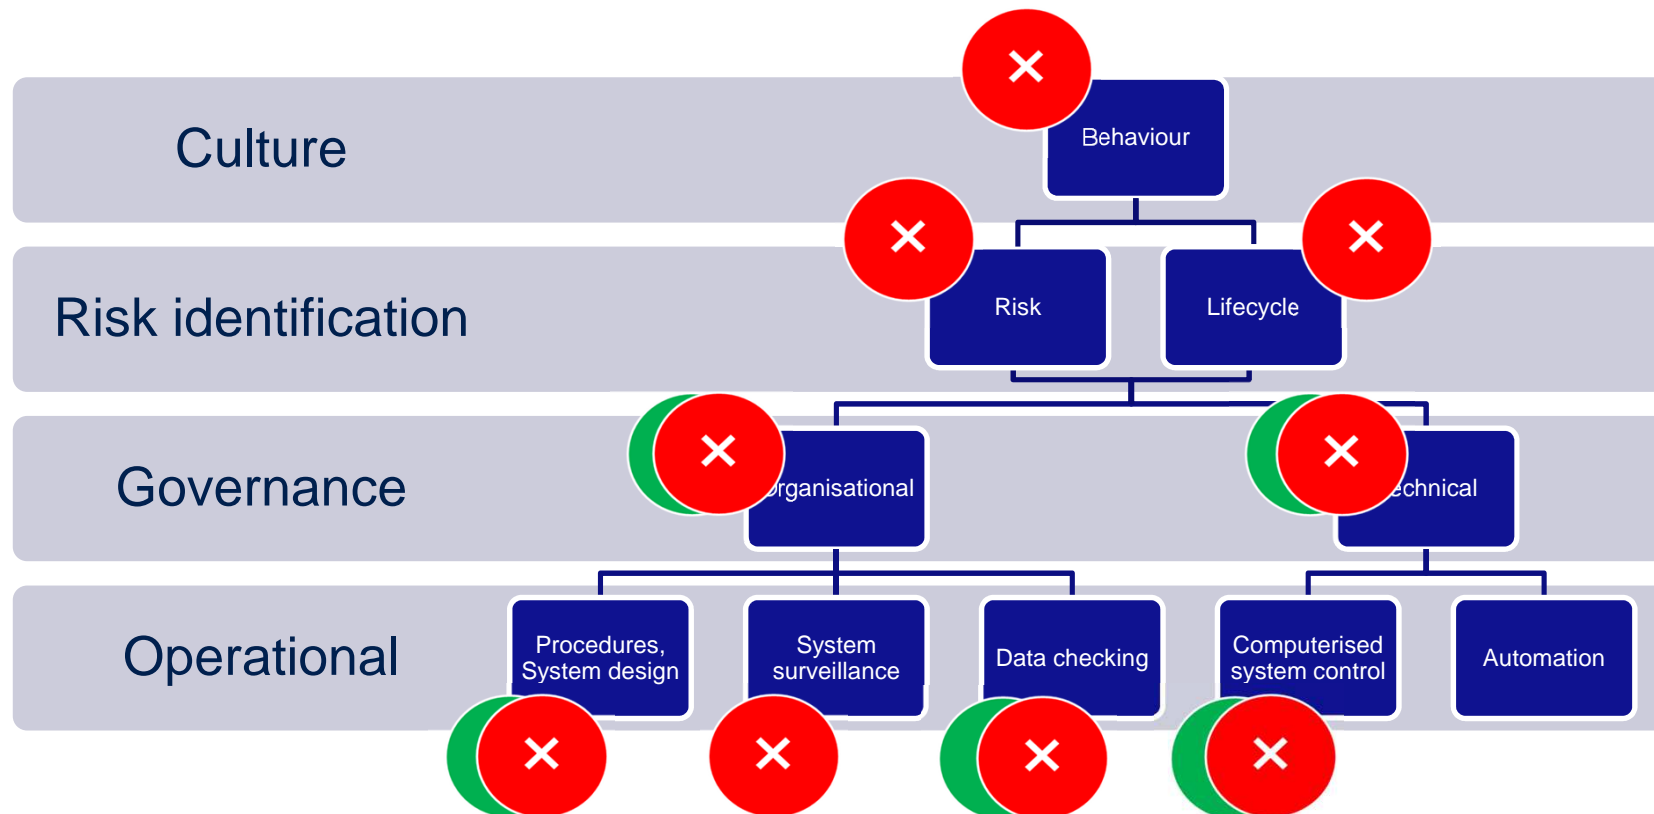 Culture
Behaviour
Risk identification
Risk
Lifecycle
Governance
rganisational
echnical
Operational
Procedures,
System design
System
surveillance
Data checking
Computerised
system control
Automation